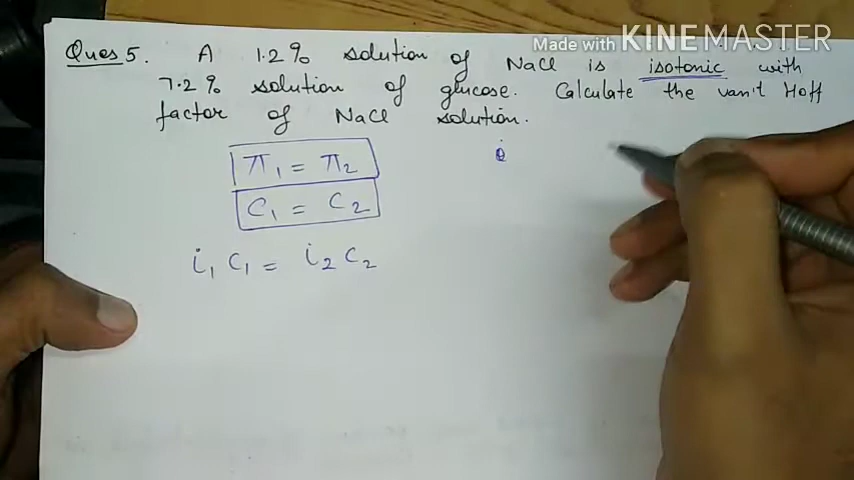 Made with KINEMASTER
Ques 5. A 1.2% solution of NaCl is isotonic with
7.2% solution of glucose. Calculate the van't Hoff
factor of NaCl solution.
π₁ = π₂
C₁ = C₂
i₁ C₁ = i₂ C₂
i